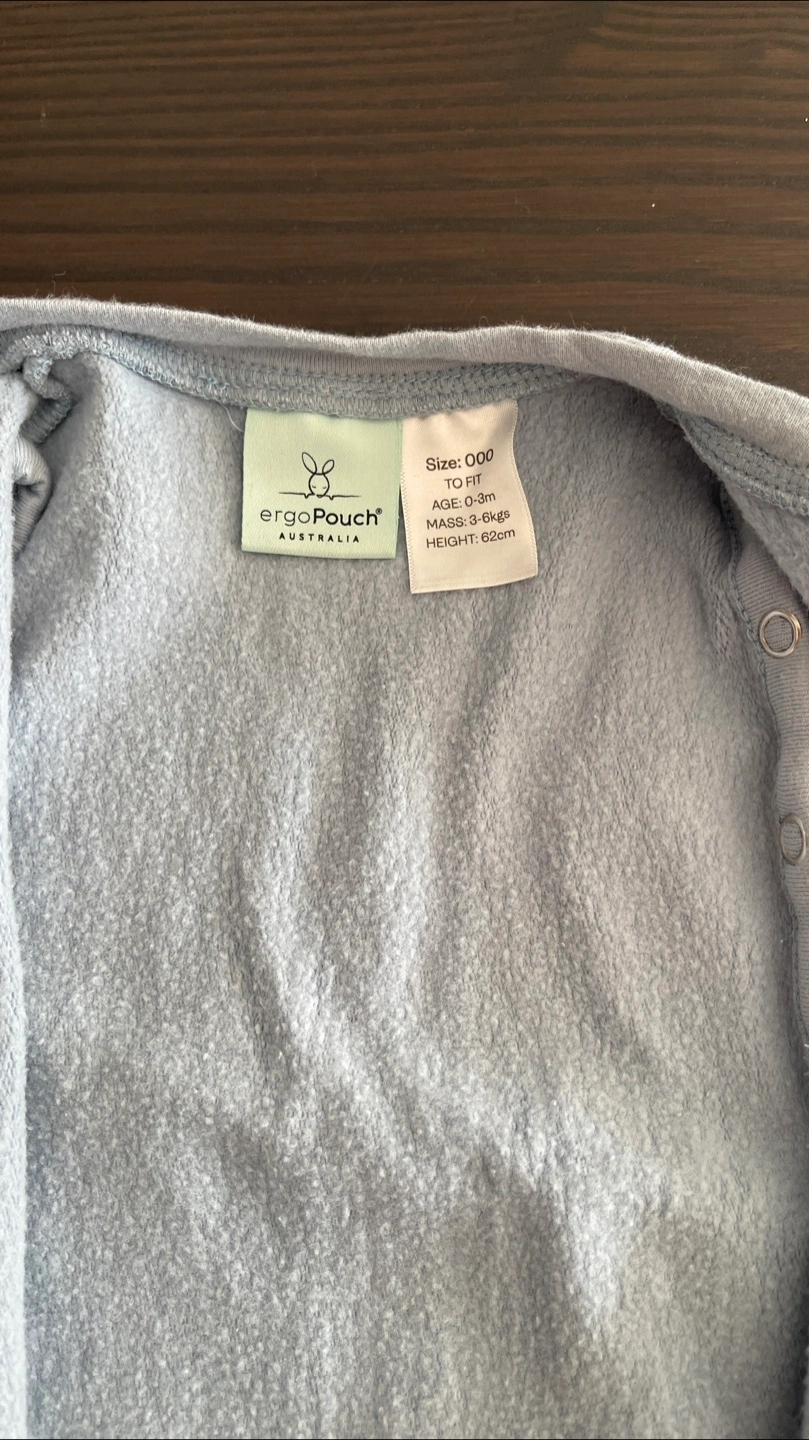 ergoPouch®
AUSTRALIA
Size: 000
TO FIT
AGE: 0-3m
MASS: 3-6kgs
HEIGHT: 62cm